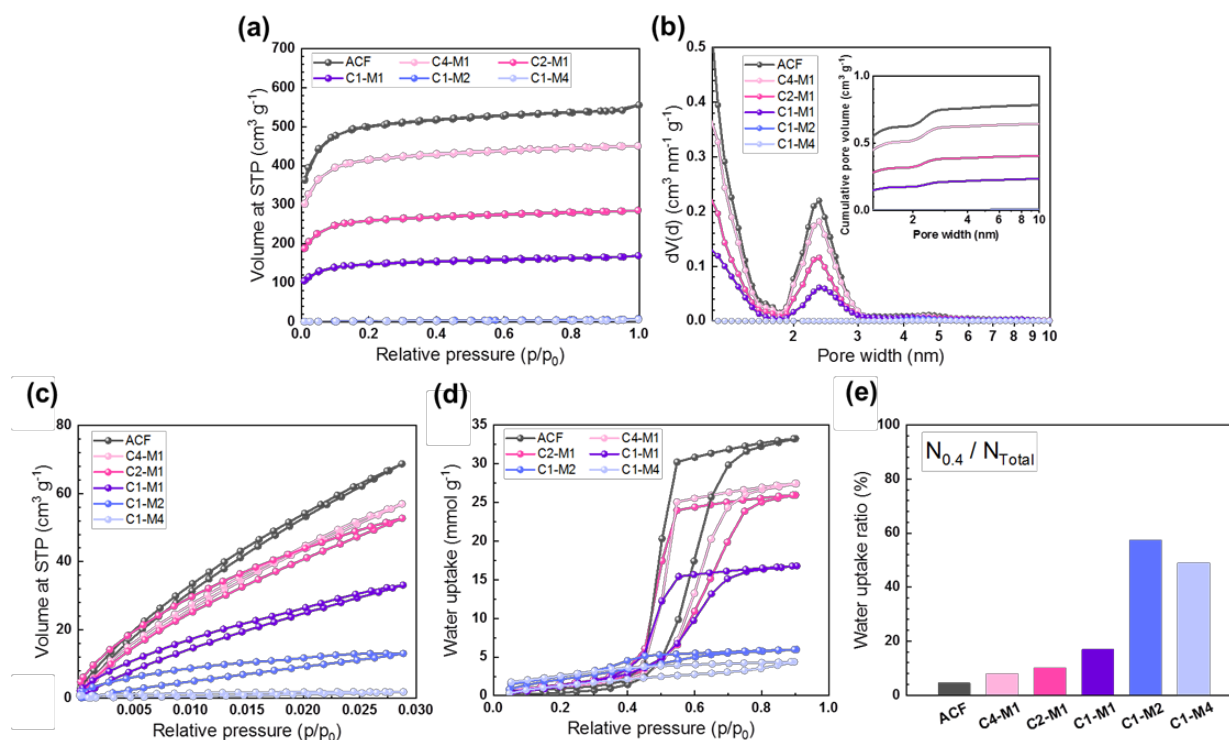 (a)
700
600
500
400
300
200
100
0
Volume at STP (cm³ g⁻¹)
ACF C4-M1 C2-M1
C1-M1 C1-M2 C1-M4
0.0 0.2 0.4 0.6 0.8 1.0
Relative pressure (p/p₀)
(b)
0.5
0.4
0.3
0.2
0.1
0.0
dV(d) (cm³ nm⁻¹ g⁻¹)
ACF
C4-M1
C2-M1
C1-M1
C1-M2
C1-M4
1.0
0.5
0.0
Cumulative pore volume (cm³ g⁻¹)
2 4 6 8 10
Pore width (nm)
2 3 4 5 6 7 8 9 10
Pore width (nm)
(c)
80
60
40
20
0
Volume at STP (cm³ g⁻¹)
ACF
C4-M1
C2-M1
C1-M1
C1-M2
C1-M4
0.005 0.010 0.015 0.020 0.025 0.030
Relative pressure (p/p₀)
(d)
35
30
25
20
15
10
5
0
Water uptake (mmol g⁻¹)
ACF C4-M1
C2-M1 C1-M1
C1-M2 C1-M4
0.0 0.2 0.4 0.6 0.8 1.0
Relative pressure (p/p₀)
(e)
100
80
60
40
20
0
Water uptake ratio (%)
N₀.₄ / N_Total
ACF C4-M1 C2-M1 C1-M1 C1-M2 C1-M4